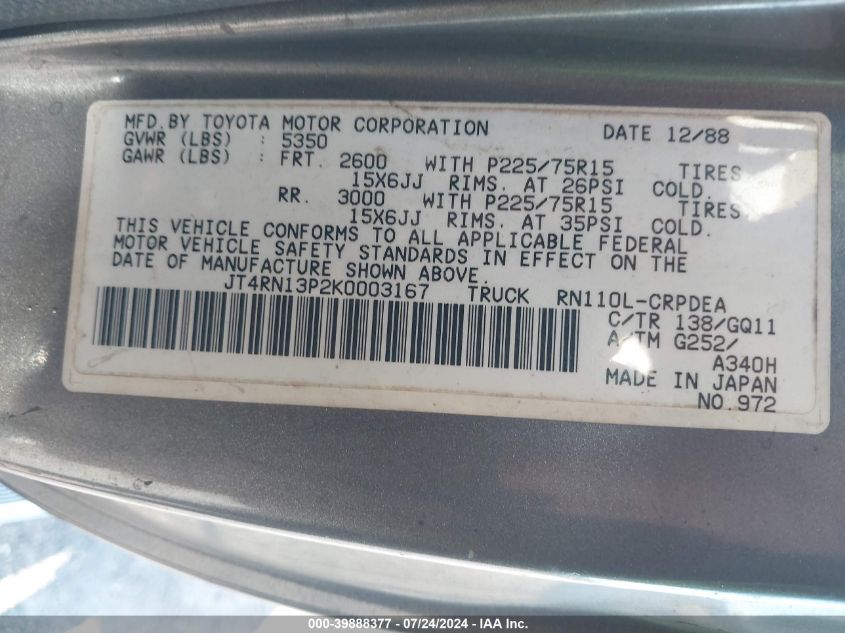 MFD. BY TOYOTA MOTOR CORPORATION DATE 12/88
GVWR (LBS) : 5350
GAWR (LBS) : FRT. 2600 WITH P225/75R15 TIRES
15X6JJ RIMS. AT 26PSI COLD.
RR. 3000 WITH P225/75R15 TIRES
15X6JJ RIMS. AT 35PSI COLD.
THIS VEHICLE CONFORMS TO ALL APPLICABLE FEDERAL
MOTOR VEHICLE SAFETY STANDARDS IN EFFECT ON THE
DATE OF MANUFACTURE SHOWN ABOVE.
JT4RN13P2K0003167 TRUCK RN110L-CRPDEA
C/TR 138/GQ11
A/TM G252/
A340H
MADE IN JAPAN
NO.972
000-39888377 - 07/24/2024 - IAA Inc.